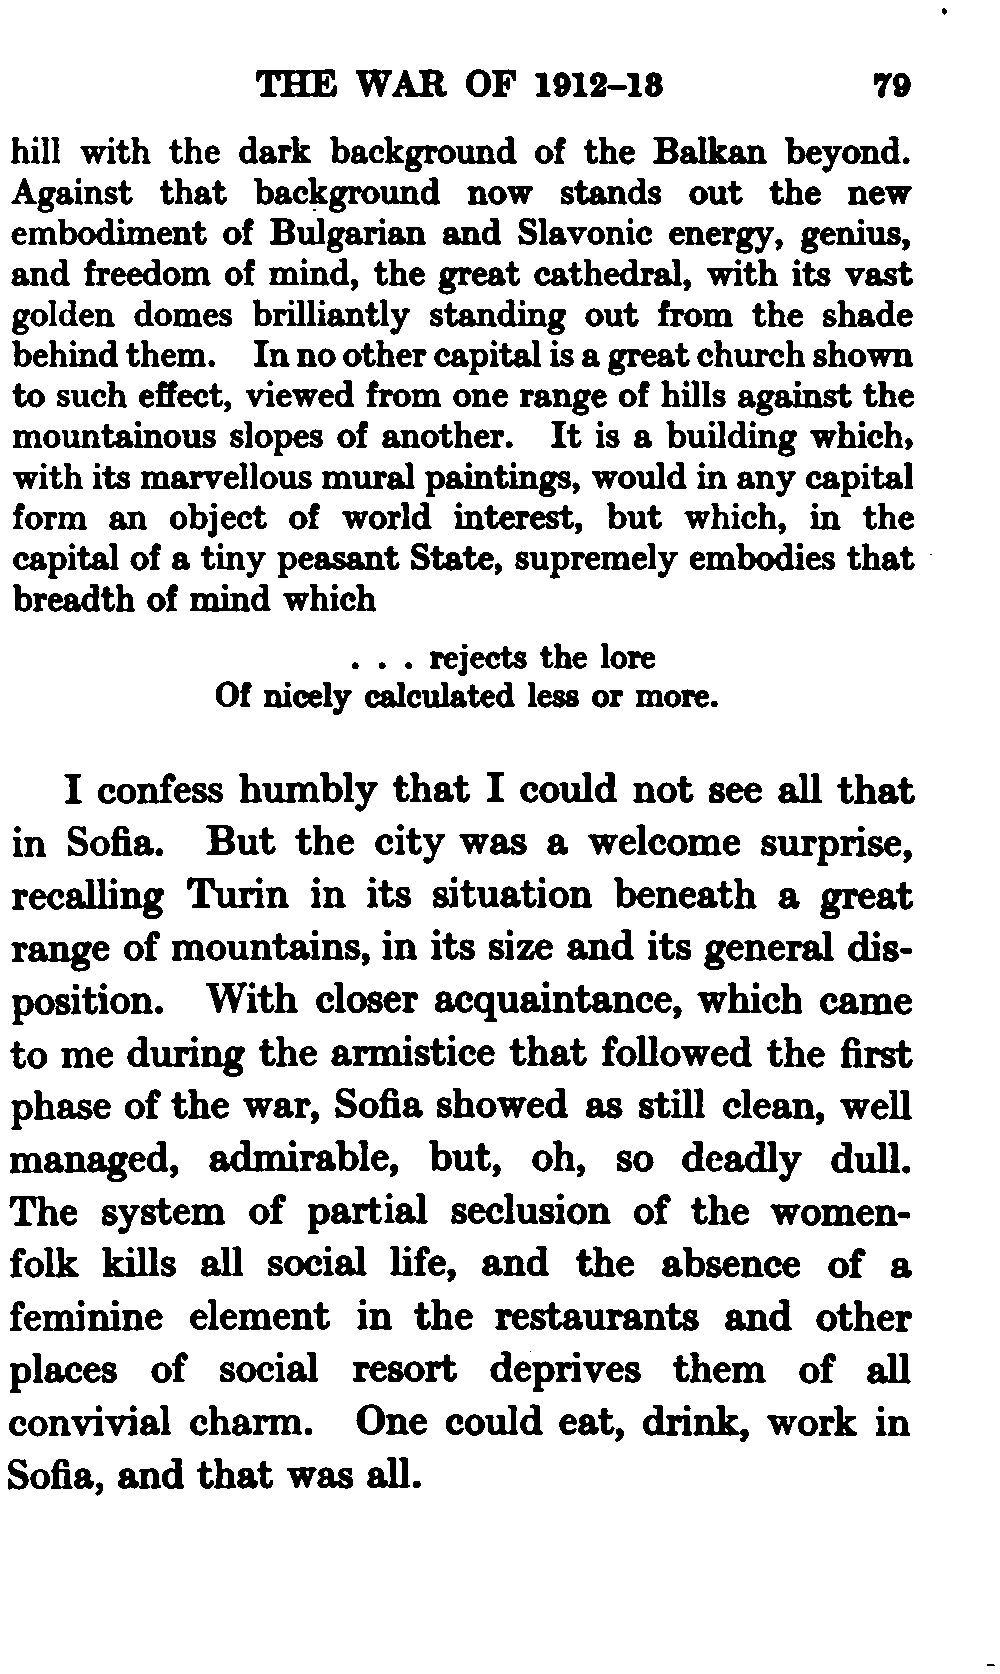 THE WAR OF 1912–13 79
hill with the dark background of the Balkan beyond.
Against that background now stands out the new
embodiment of Bulgarian and Slavonic energy, genius,
and freedom of mind, the great cathedral, with its vast
golden domes brilliantly standing out from the shade
behind them. In no other capital is a great church shown
to such effect, viewed from one range of hills against the
mountainous slopes of another. It is a building which,
with its marvellous mural paintings, would in any capital
form an object of world interest, but which, in the
capital of a tiny peasant State, supremely embodies that
breadth of mind which
. . . rejects the lore
Of nicely calculated less or more.
I confess humbly that I could not see all that
in Sofia. But the city was a welcome surprise,
recalling Turin in its situation beneath a great
range of mountains, in its size and its general dis-
position. With closer acquaintance, which came
to me during the armistice that followed the first
phase of the war, Sofia showed as still clean, well
managed, admirable, but, oh, so deadly dull.
The system of partial seclusion of the women-
folk kills all social life, and the absence of a
feminine element in the restaurants and other
places of social resort deprives them of all
convivial charm. One could eat, drink, work in
Sofia, and that was all.